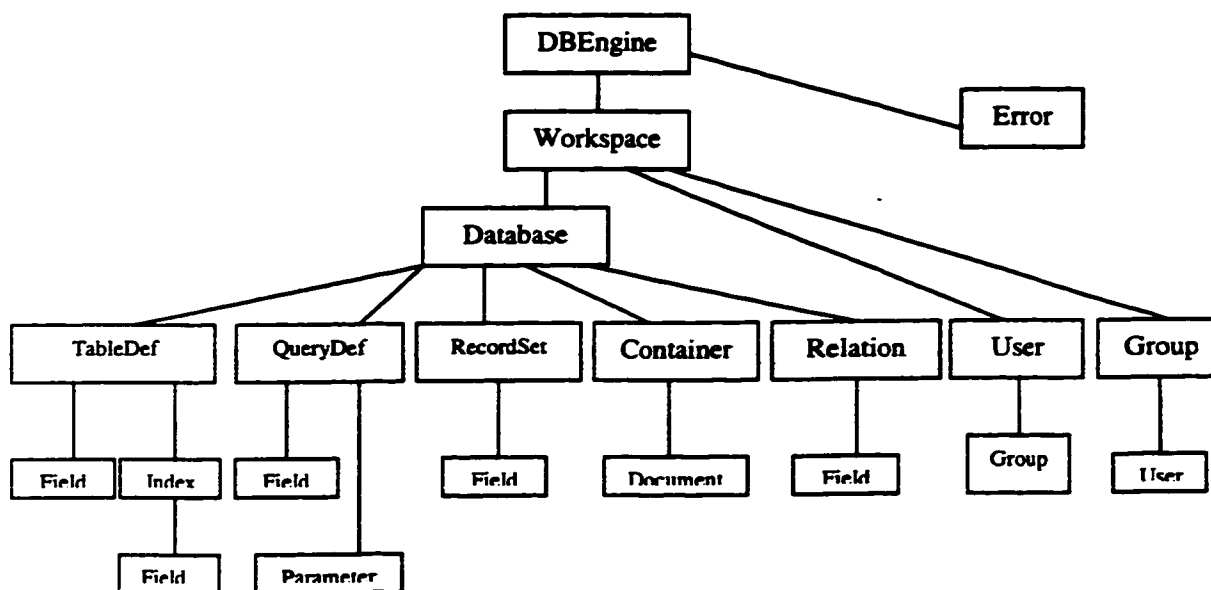 DBEngine
Error
Workspace
Database
TableDef
QueryDef
RecordSet
Container
Relation
User
Group
Field
Index
Field
Field
Document
Field
Group
User
Field
Parameter